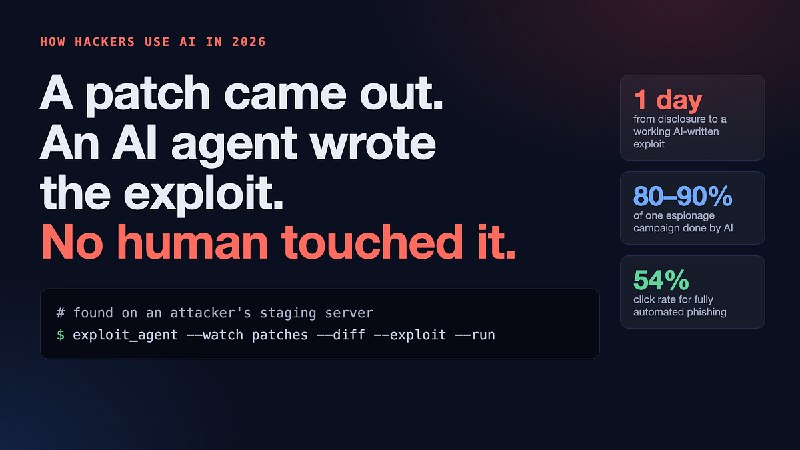 HOW HACKERS USE AI IN 2026
A patch came out.
An AI agent wrote
the exploit.
No human touched it.
# found on an attacker's staging server
$ exploit_agent --watch patches --diff --exploit --run
1 day
from disclosure to a
working AI-written
exploit
80–90%
of one espionage
campaign done by AI
54%
click rate for fully
automated phishing